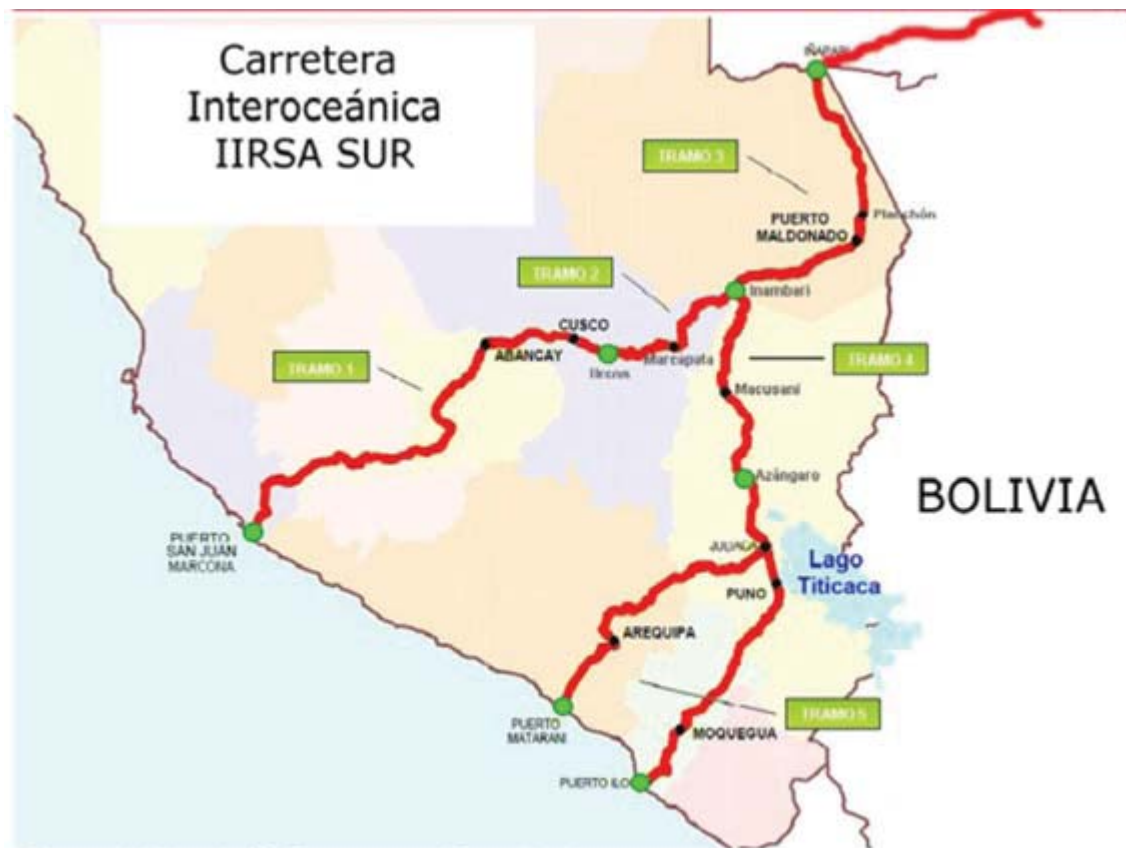 Carretera
Interoceánica
IIRSA SUR
IÑAPARI
TRAMO 3
Planchón
PUERTO
MALDONADO
TRAMO 2
Inambari
CUSCO
ABANCAY
Marcapata
TRAMO 1
TRAMO 4
Macusani
Azángaro
BOLIVIA
PUERTO
SAN JUAN
MARCONA
JULIACA
Lago
Titicaca
PUNO
AREQUIPA
TRAMO 5
PUERTO
MATARANI
MOQUEGUA
PUERTO ILO